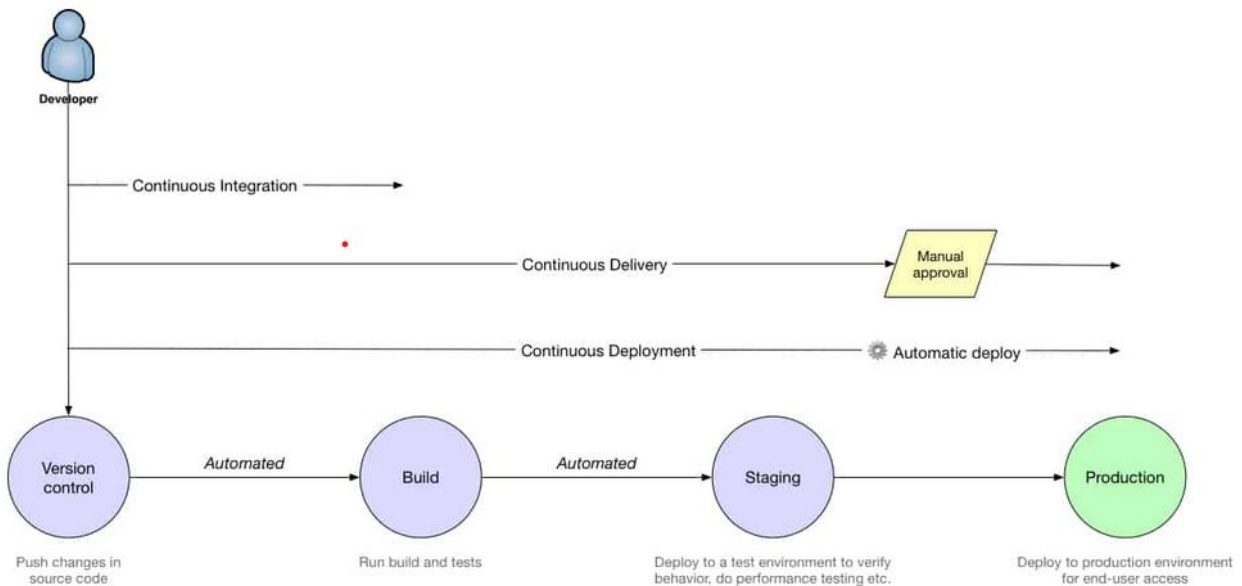 Developer
Continuous Integration
Continuous Delivery
Manual
approval
Continuous Deployment
Automatic deploy
Version
control
Automated
Build
Automated
Staging
Production
Push changes in
source code
Run build and tests
Deploy to a test environment to verify
behavior, do performance testing etc.
Deploy to production environment
for end-user access